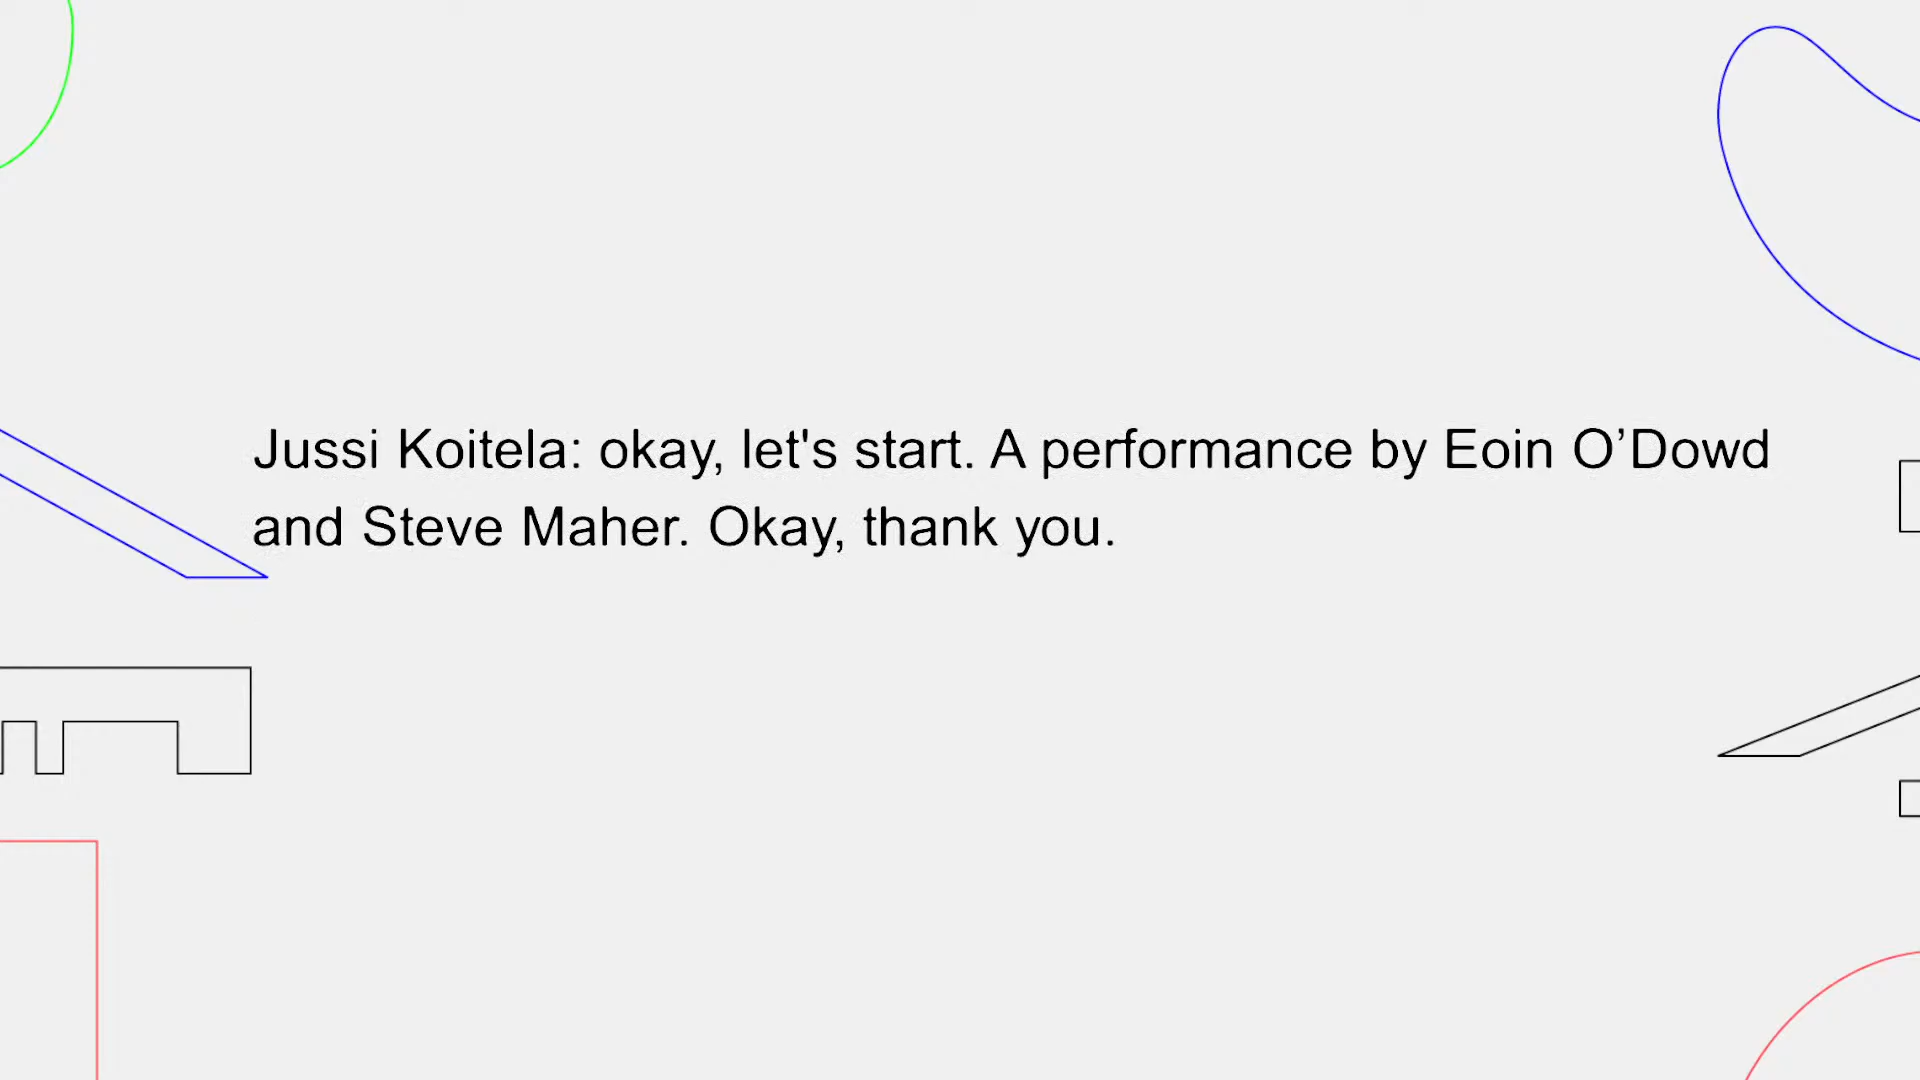 Jussi Koitela: okay, let's start. A performance by Eoin O’Dowd
and Steve Maher. Okay, thank you.